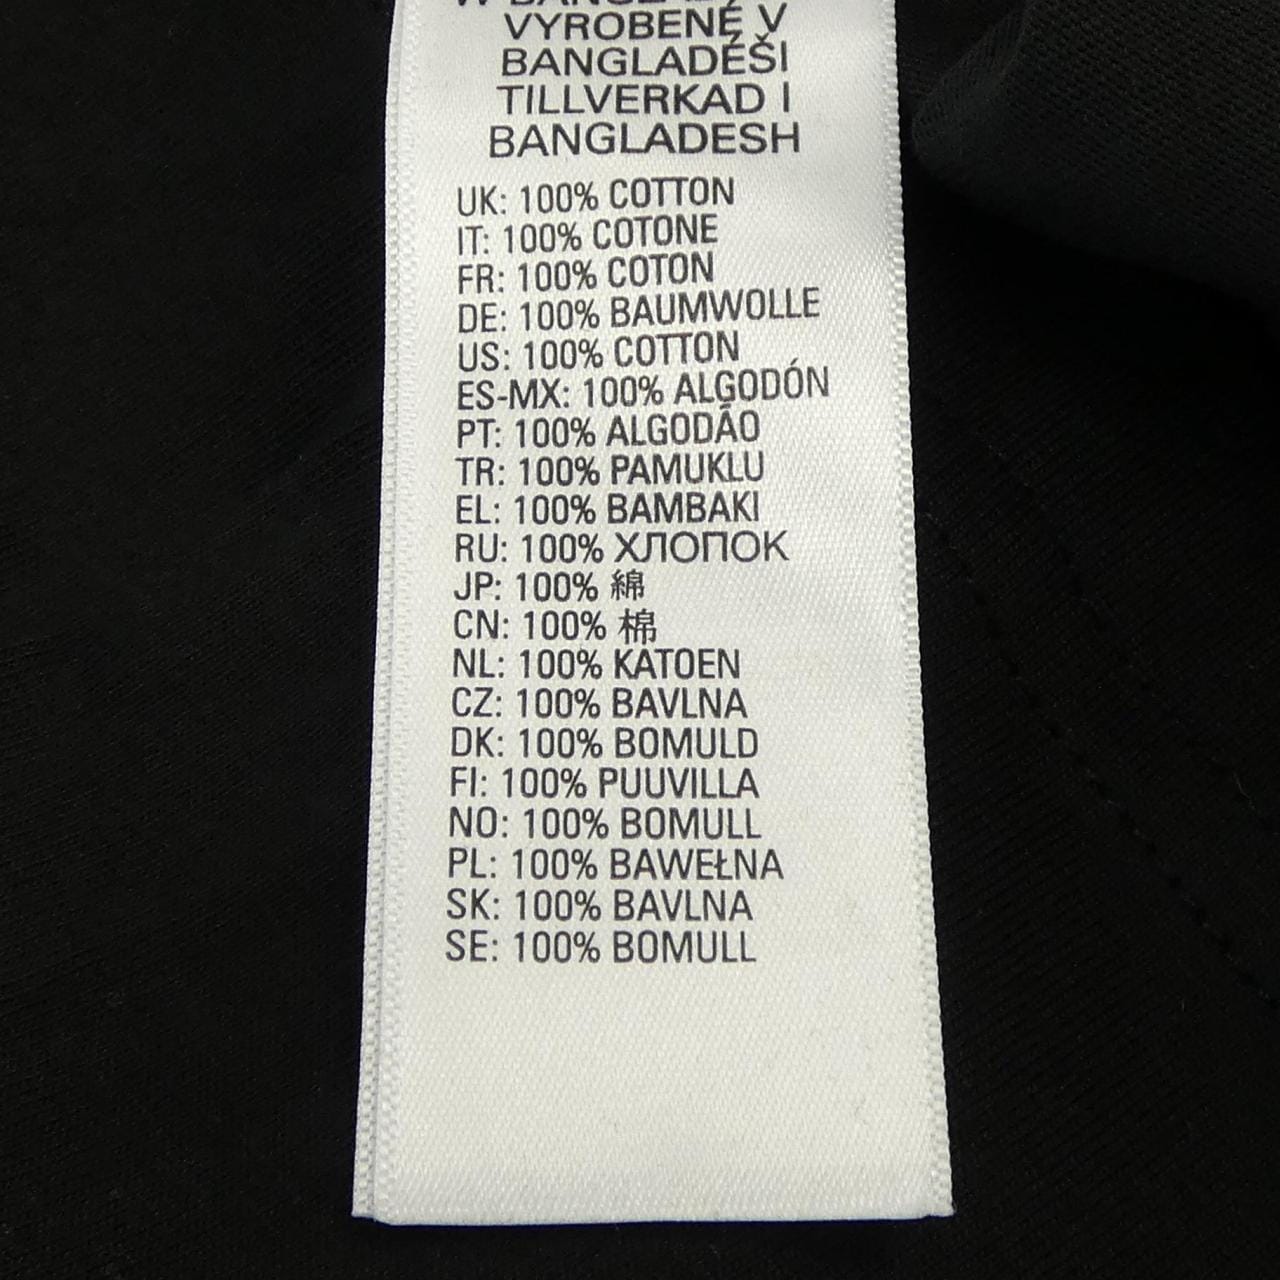 VYROBENÉ V
BANGLADÉŠI
TILLVERKAD I
BANGLADESH
UK: 100% COTTON
IT: 100% COTONE
FR: 100% COTON
DE: 100% BAUMWOLLE
US: 100% COTTON
ES-MX: 100% ALGODÓN
PT: 100% ALGODÃO
TR: 100% PAMUKLU
EL: 100% BAMBAKI
RU: 100% ХЛОПОК
JP: 100% 綿
CN: 100% 棉
NL: 100% KATOEN
CZ: 100% BAVLNA
DK: 100% BOMULD
FI: 100% PUUVILLA
NO: 100% BOMULL
PL: 100% BAWEŁNA
SK: 100% BAVLNA
SE: 100% BOMULL